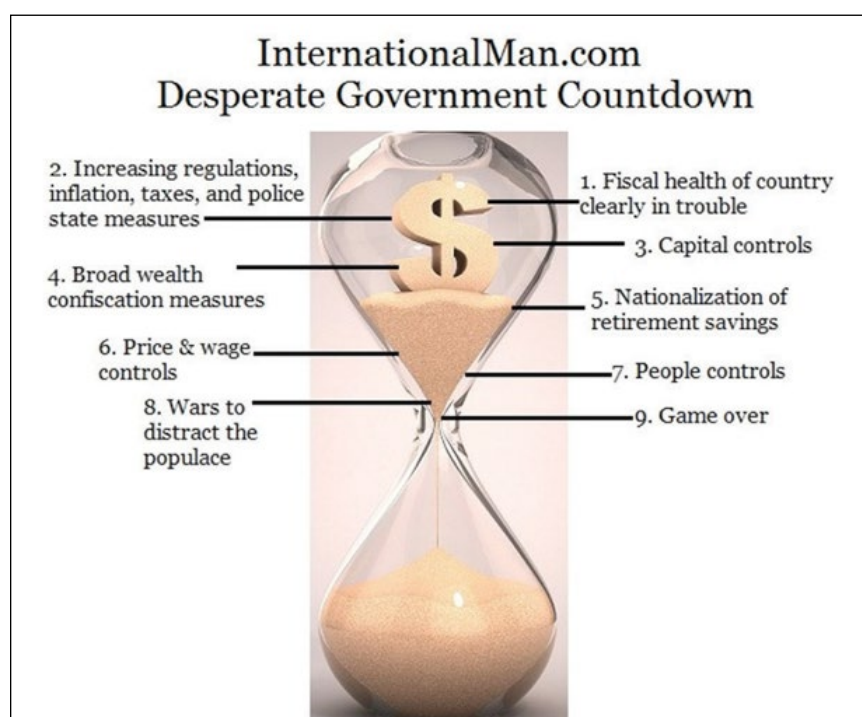 InternationalMan.com
Desperate Government Countdown
1. Fiscal health of country
clearly in trouble
2. Increasing regulations,
inflation, taxes, and police
state measures
3. Capital controls
4. Broad wealth
confiscation measures
5. Nationalization of
retirement savings
6. Price & wage
controls
7. People controls
8. Wars to
distract the
populace
9. Game over
$